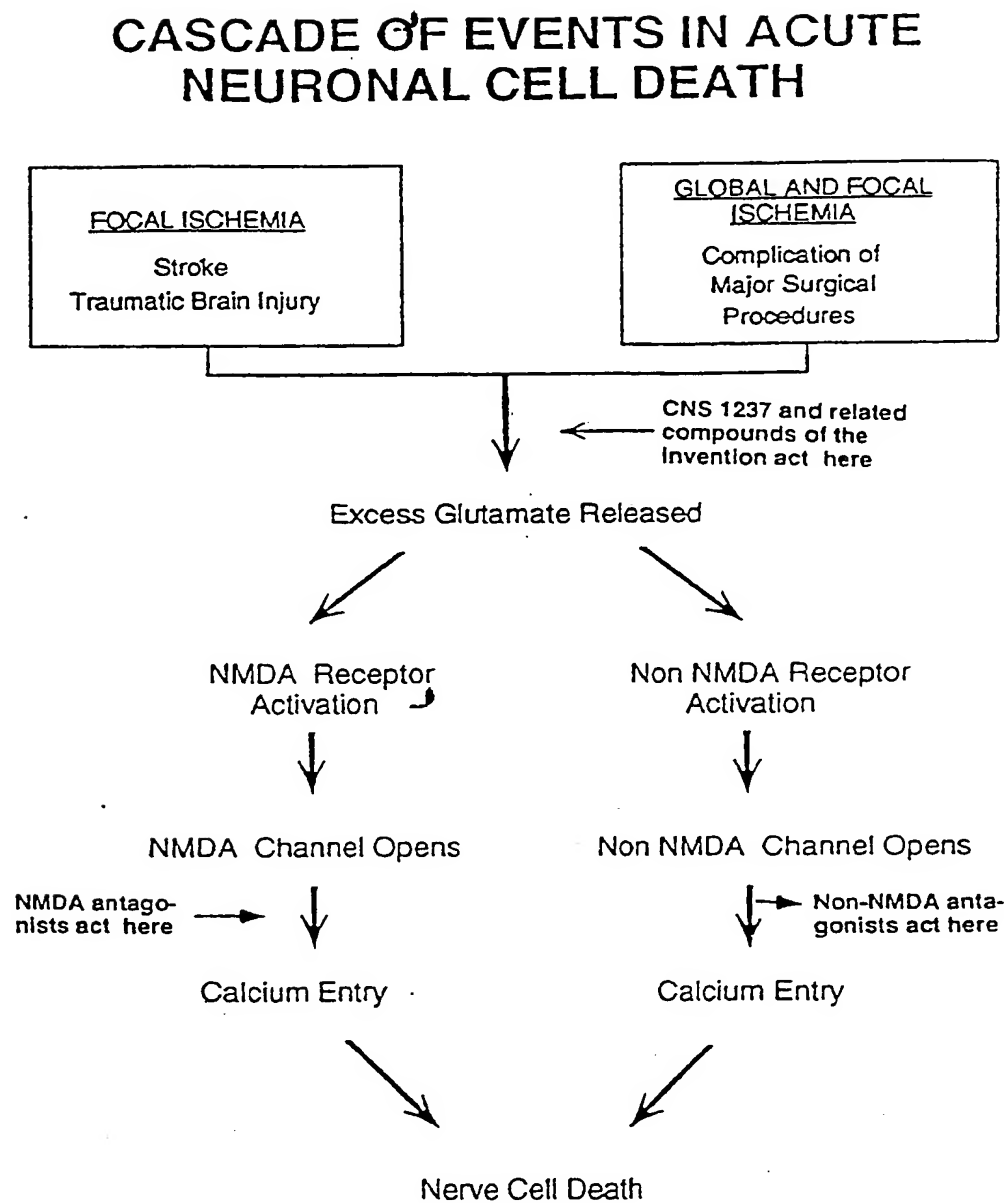 CASCADE OF EVENTS IN ACUTE
NEURONAL CELL DEATH
FOCAL ISCHEMIA
Stroke
Traumatic Brain Injury
GLOBAL AND FOCAL
ISCHEMIA
Complication of
Major Surgical
Procedures
CNS 1237 and related
compounds of the
Invention act here
Excess Glutamate Released
NMDA Receptor
Activation
Non NMDA Receptor
Activation
NMDA Channel Opens
Non NMDA Channel Opens
NMDA antago-
nists act here
Non-NMDA anta-
gonists act here
Calcium Entry
Calcium Entry
Nerve Cell Death